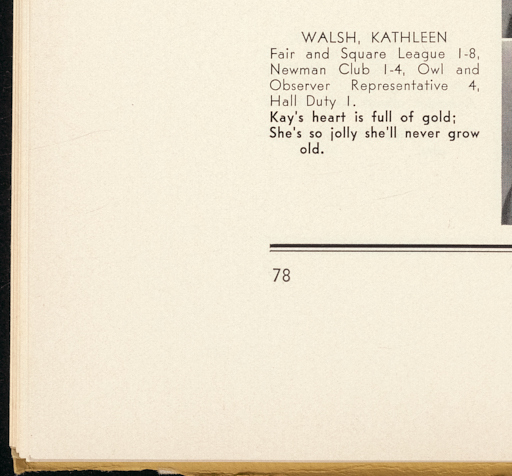 WALSH, KATHLEEN
Fair and Square League 1-8,
Newman Club 1-4, Owl and
Observer Representative 4,
Hall Duty 1.
Kay's heart is full of gold;
She's so jolly she'll never grow
old.
78